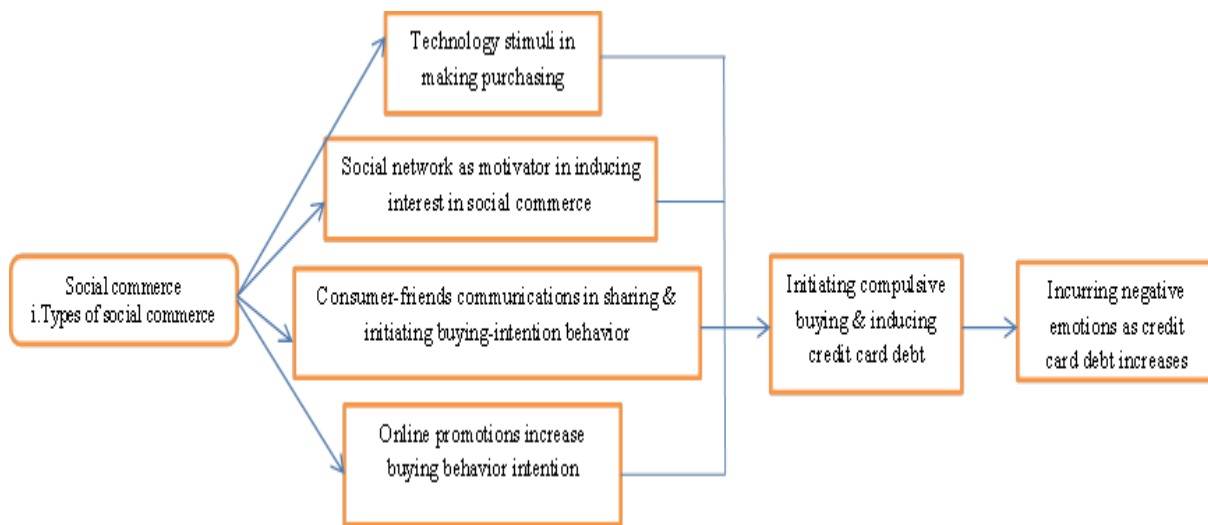 Technology stimuli in
making purchasing
Social network as motivator in inducing
interest in social commerce
Social commerce
i.Types of social commerce
Consumer-friends communications in sharing &
initiating buying-intention behavior
Online promotions increase
buying behavior intention
Initiating compulsive
buying & inducing
credit card debt
Incurring negative
emotions as credit
card debt increases